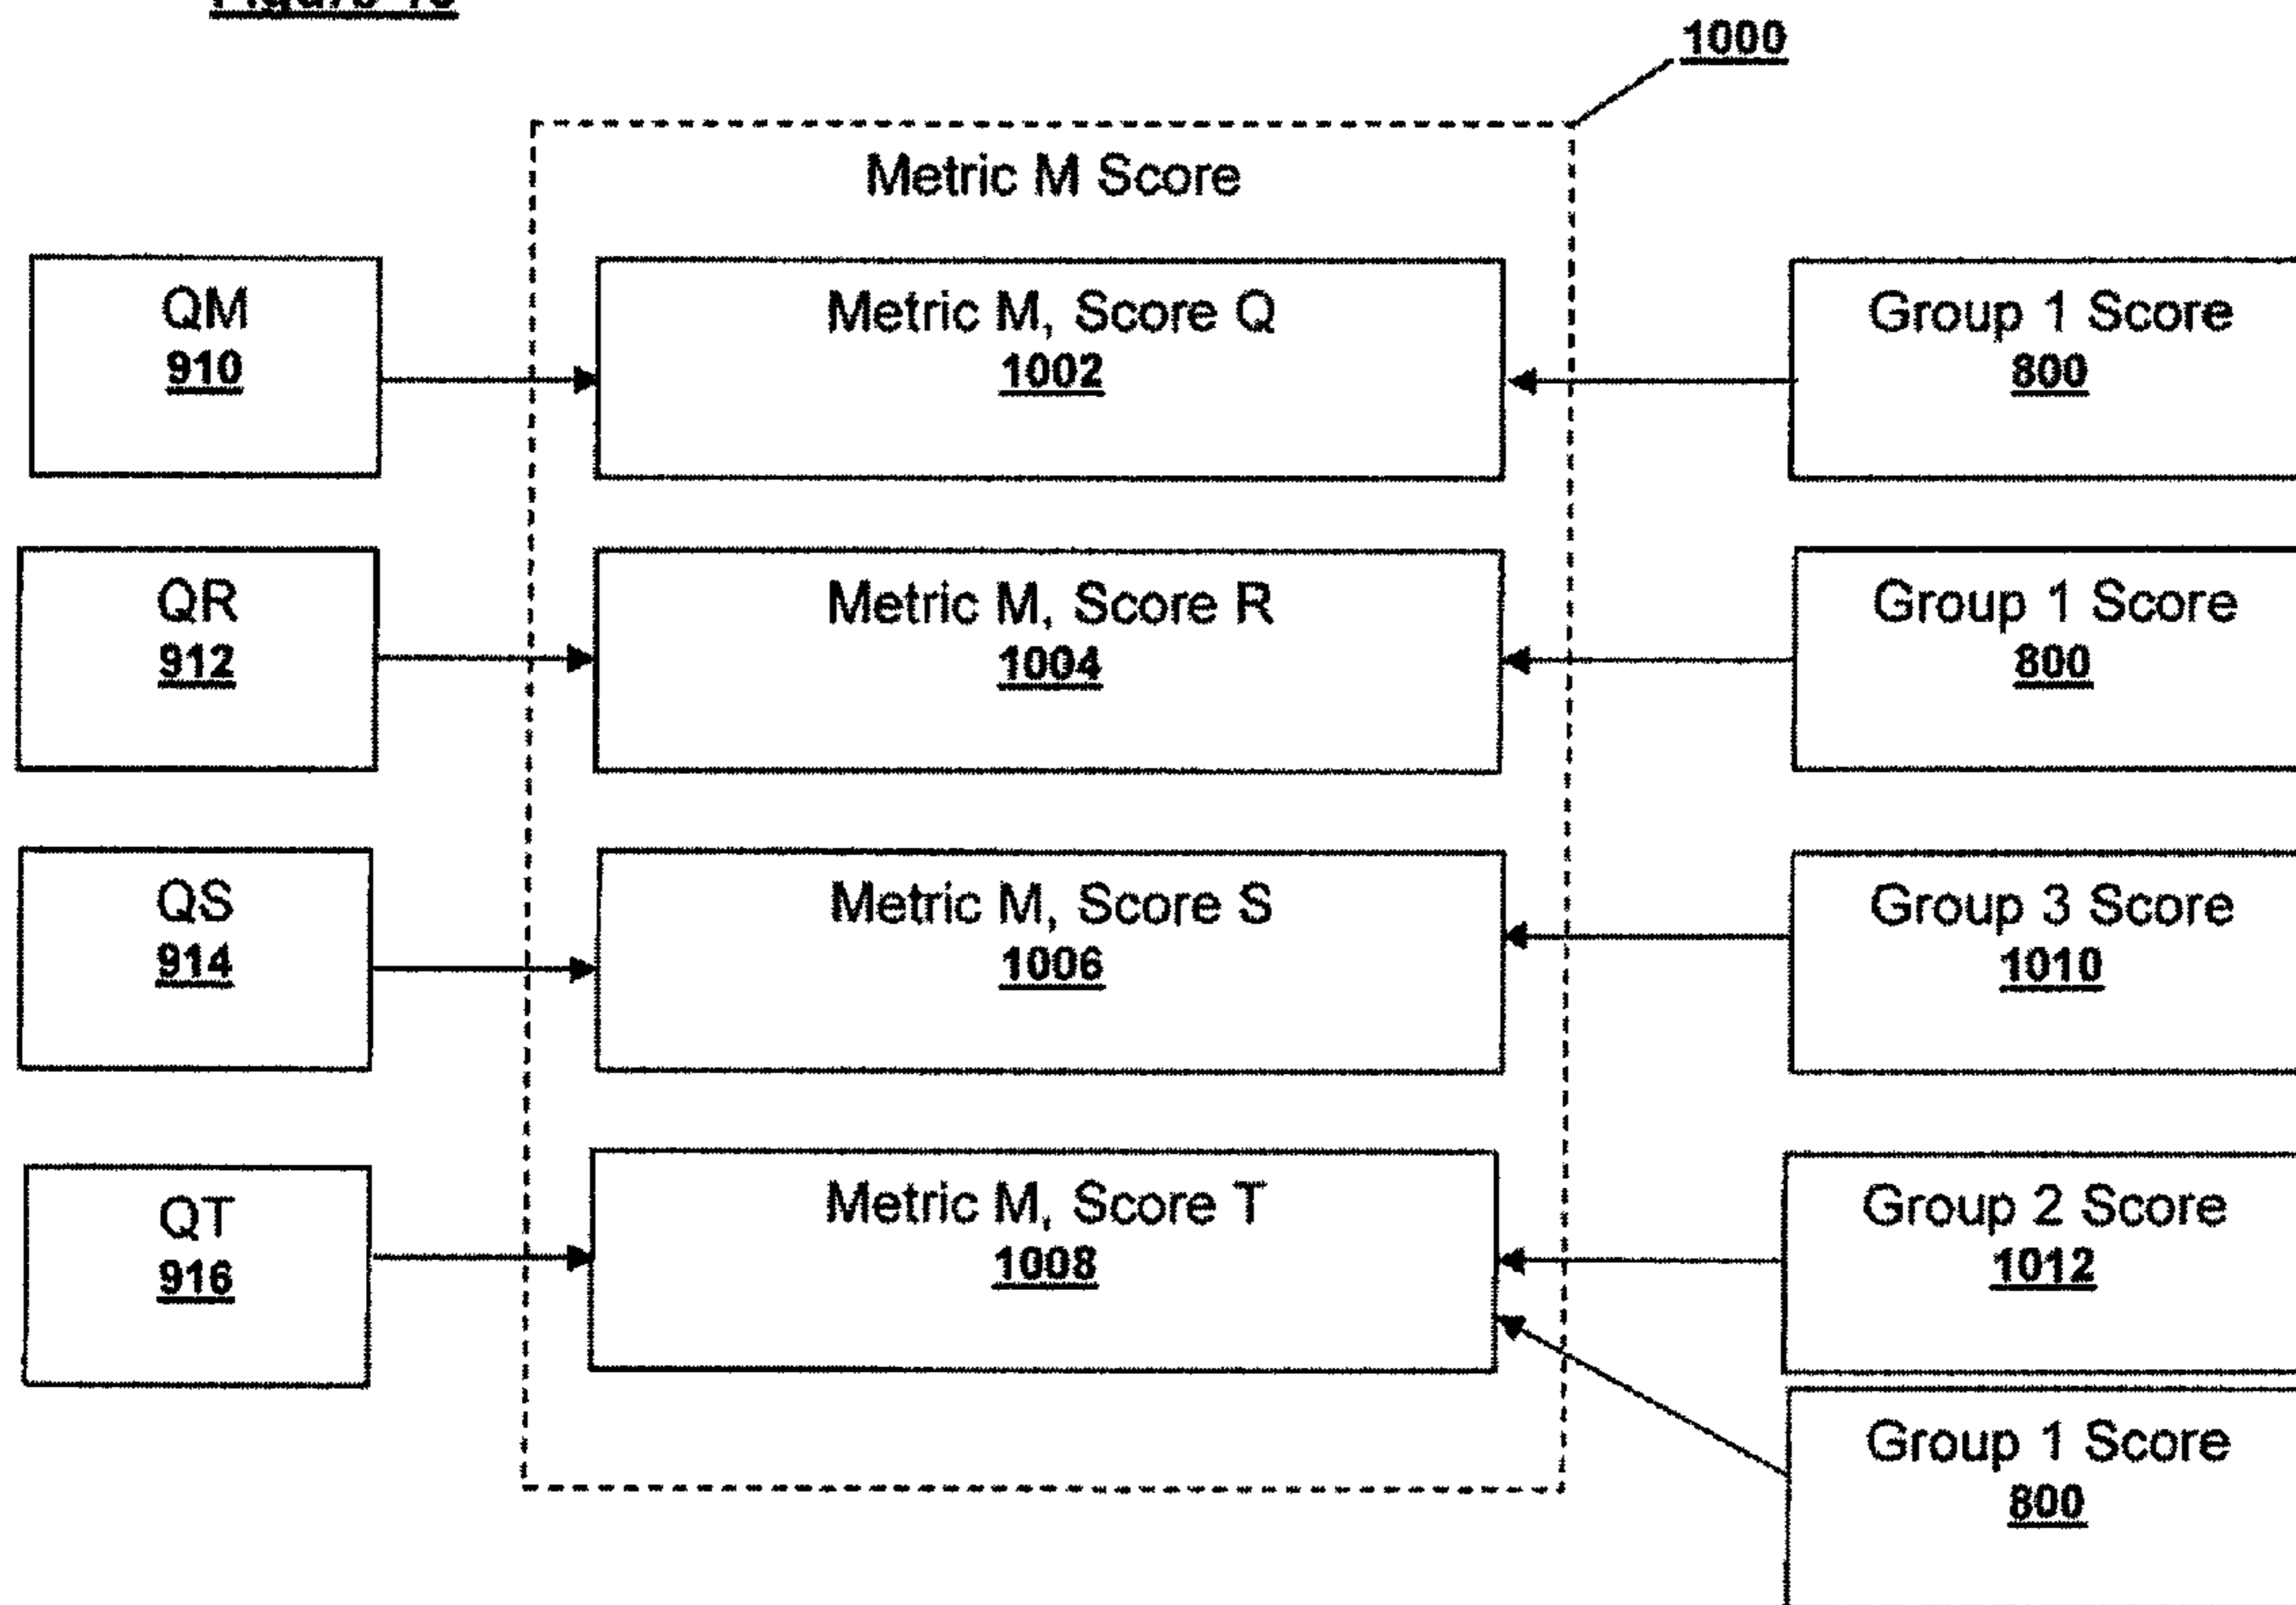 1000
Metric M Score
QM
910
Metric M, Score Q
1002
Group 1 Score
800
QR
912
Metric M, Score R
1004
Group 1 Score
800
QS
914
Metric M, Score S
1006
Group 3 Score
1010
QT
916
Metric M, Score T
1008
Group 2 Score
1012
Group 1 Score
800